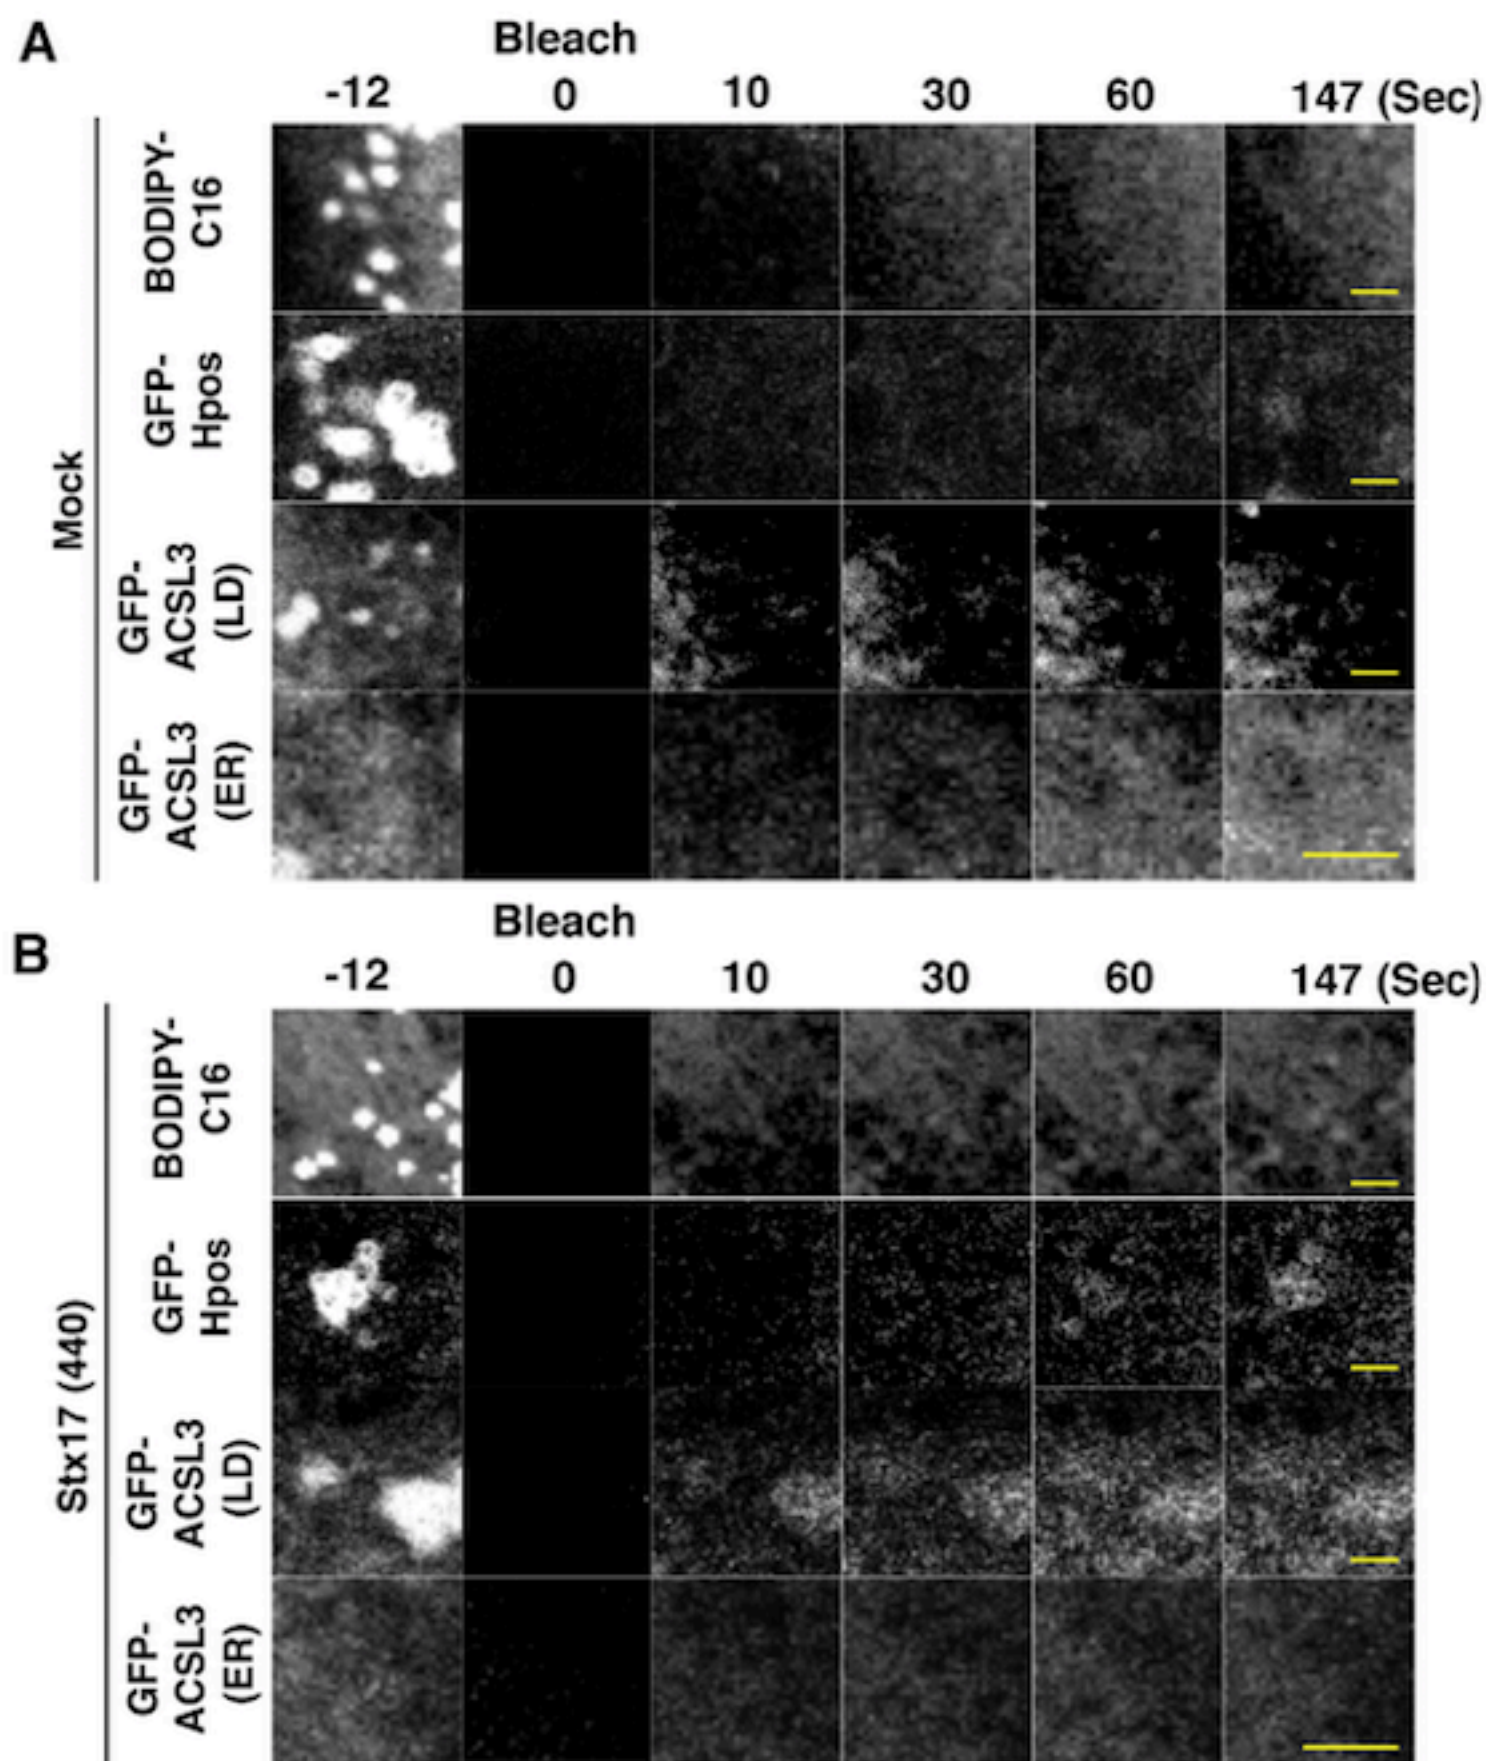 A
Bleach
-12 0 10 30 60 147 (Sec)
Mock
BODIPY-
C16
GFP-
Hpos
GFP-
ACSL3
(LD)
GFP-
ACSL3
(ER)
B
Bleach
-12 0 10 30 60 147 (Sec)
Stx17 (440)
BODIPY-
C16
GFP-
Hpos
GFP-
ACSL3
(LD)
GFP-
ACSL3
(ER)